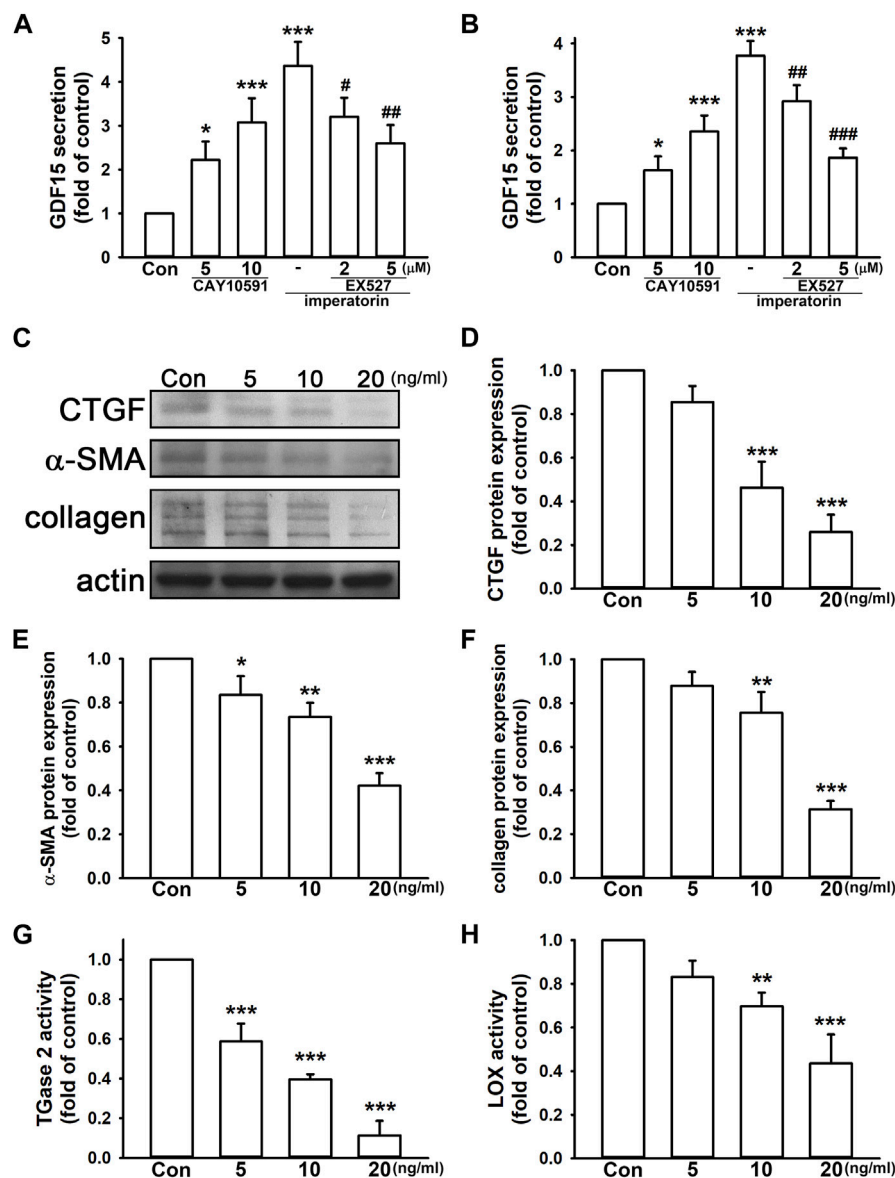 A
GDF15 secretion
(fold of control)
5
4
3
2
1
0
*
***
***
#
##
Con
5
10
-
2
5 (μM)
CAY10591
EX527
imperatorin
B
GDF15 secretion
(fold of control)
4
3
2
1
0
*
***
***
##
###
Con
5
10
-
2
5 (μM)
CAY10591
EX527
imperatorin
C
Con 5 10 20 (ng/ml)
CTGF
α-SMA
collagen
actin
D
CTGF protein expression
(fold of control)
1.0
0.8
0.6
0.4
0.2
0.0
***
***
Con 5 10 20 (ng/ml)
E
α-SMA protein expression
(fold of control)
1.0
0.8
0.6
0.4
0.2
0.0
*
**
***
Con 5 10 20 (ng/ml)
F
collagen protein expression
(fold of control)
1.0
0.8
0.6
0.4
0.2
0.0
**
***
Con 5 10 20 (ng/ml)
G
TGase 2 activity
(fold of control)
1.0
0.8
0.6
0.4
0.2
0.0
***
***
***
Con 5 10 20 (ng/ml)
H
LOX activity
(fold of control)
1.0
0.8
0.6
0.4
0.2
0.0
**
***
Con 5 10 20 (ng/ml)